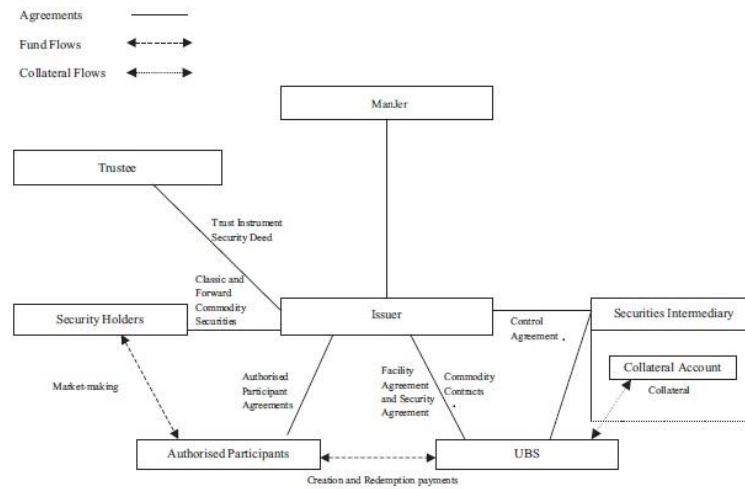 Agreements
Fund Flows
Collateral Flows
ManJer
Trustee
Trust Instrument
Security Deed
Classic and
Forward
Commodity
Securities
Security Holders
Issuer
Securities Intermediary
Control
Agreement
Collateral Account
Collateral
Market-making
Authorised
Participant
Agreements
Facility
Agreement
and Security
Agreement
Commodity
Contracts
Authorised Participants
UBS
Creation and Redemption payments